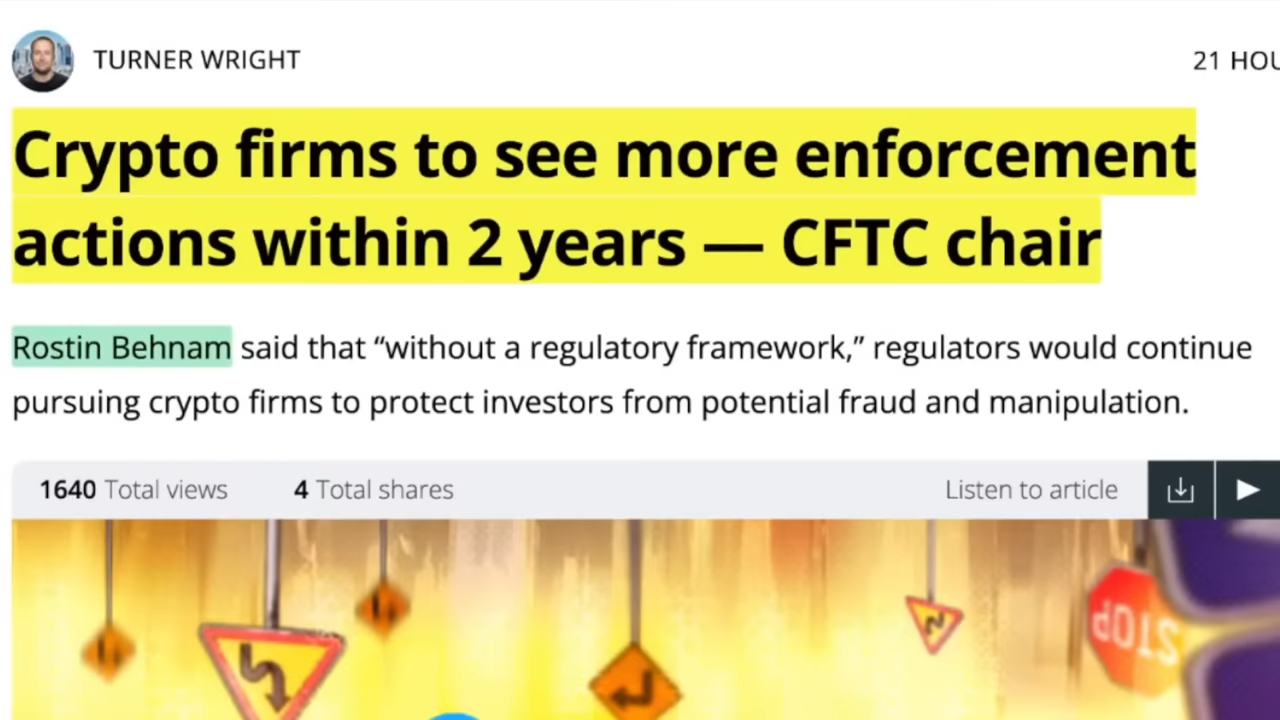 TURNER WRIGHT
21 HOU
Crypto firms to see more enforcement
actions within 2 years — CFTC chair
Rostin Behnam said that “without a regulatory framework,” regulators would continue
pursuing crypto firms to protect investors from potential fraud and manipulation.
1640 Total views 4 Total shares Listen to article
STOP